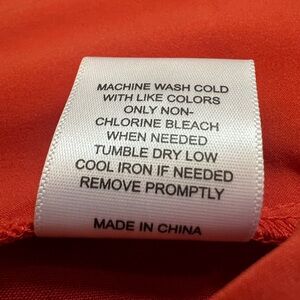 MACHINE WASH COLD
WITH LIKE COLORS
ONLY NON-
CHLORINE BLEACH
WHEN NEEDED
TUMBLE DRY LOW
COOL IRON IF NEEDED
REMOVE PROMPTLY
MADE IN CHINA